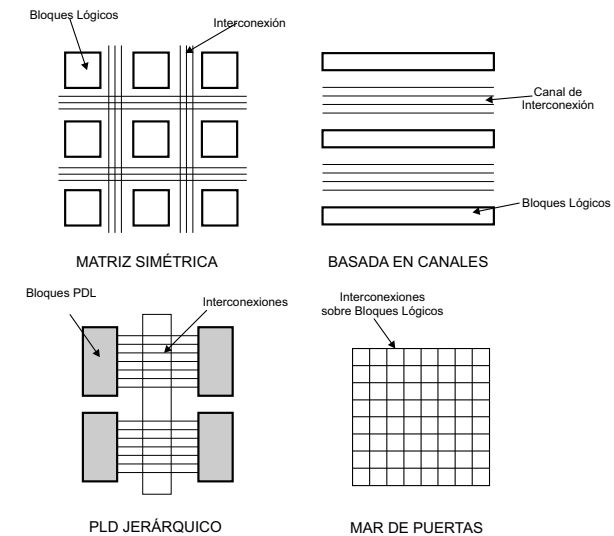 Bloques Lógicos
Interconexión
MATRIZ SIMÉTRICA
Canal de
Interconexión
Bloques Lógicos
BASADA EN CANALES
Bloques PDL
Interconexiones
PLD JERÁRQUICO
Interconexiones
sobre Bloques Lógicos
MAR DE PUERTAS